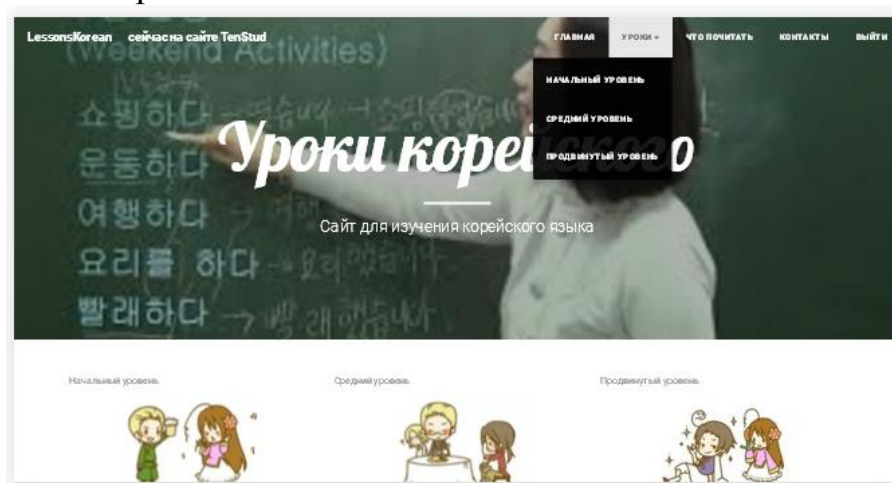 LessonsKorean сейчас на сайте TenStud
ГЛАВНАЯ УРОКИ ЧТО ПОЧИТАТЬ КОНТАКТЫ ВЫЙТИ
(Weekend Activities)
НАЧАЛЬНЫЙ УРОВЕНЬ
СРЕДНИЙ УРОВЕНЬ
ПРОДВИНУТЫЙ УРОВЕНЬ
쇼핑하다
Уроки корейского
운동하다
Сайт для изучения корейского языка
여행하다
요리를 하다
빨래하다
Начальный уровень
Средний уровень
Продвинутый уровень